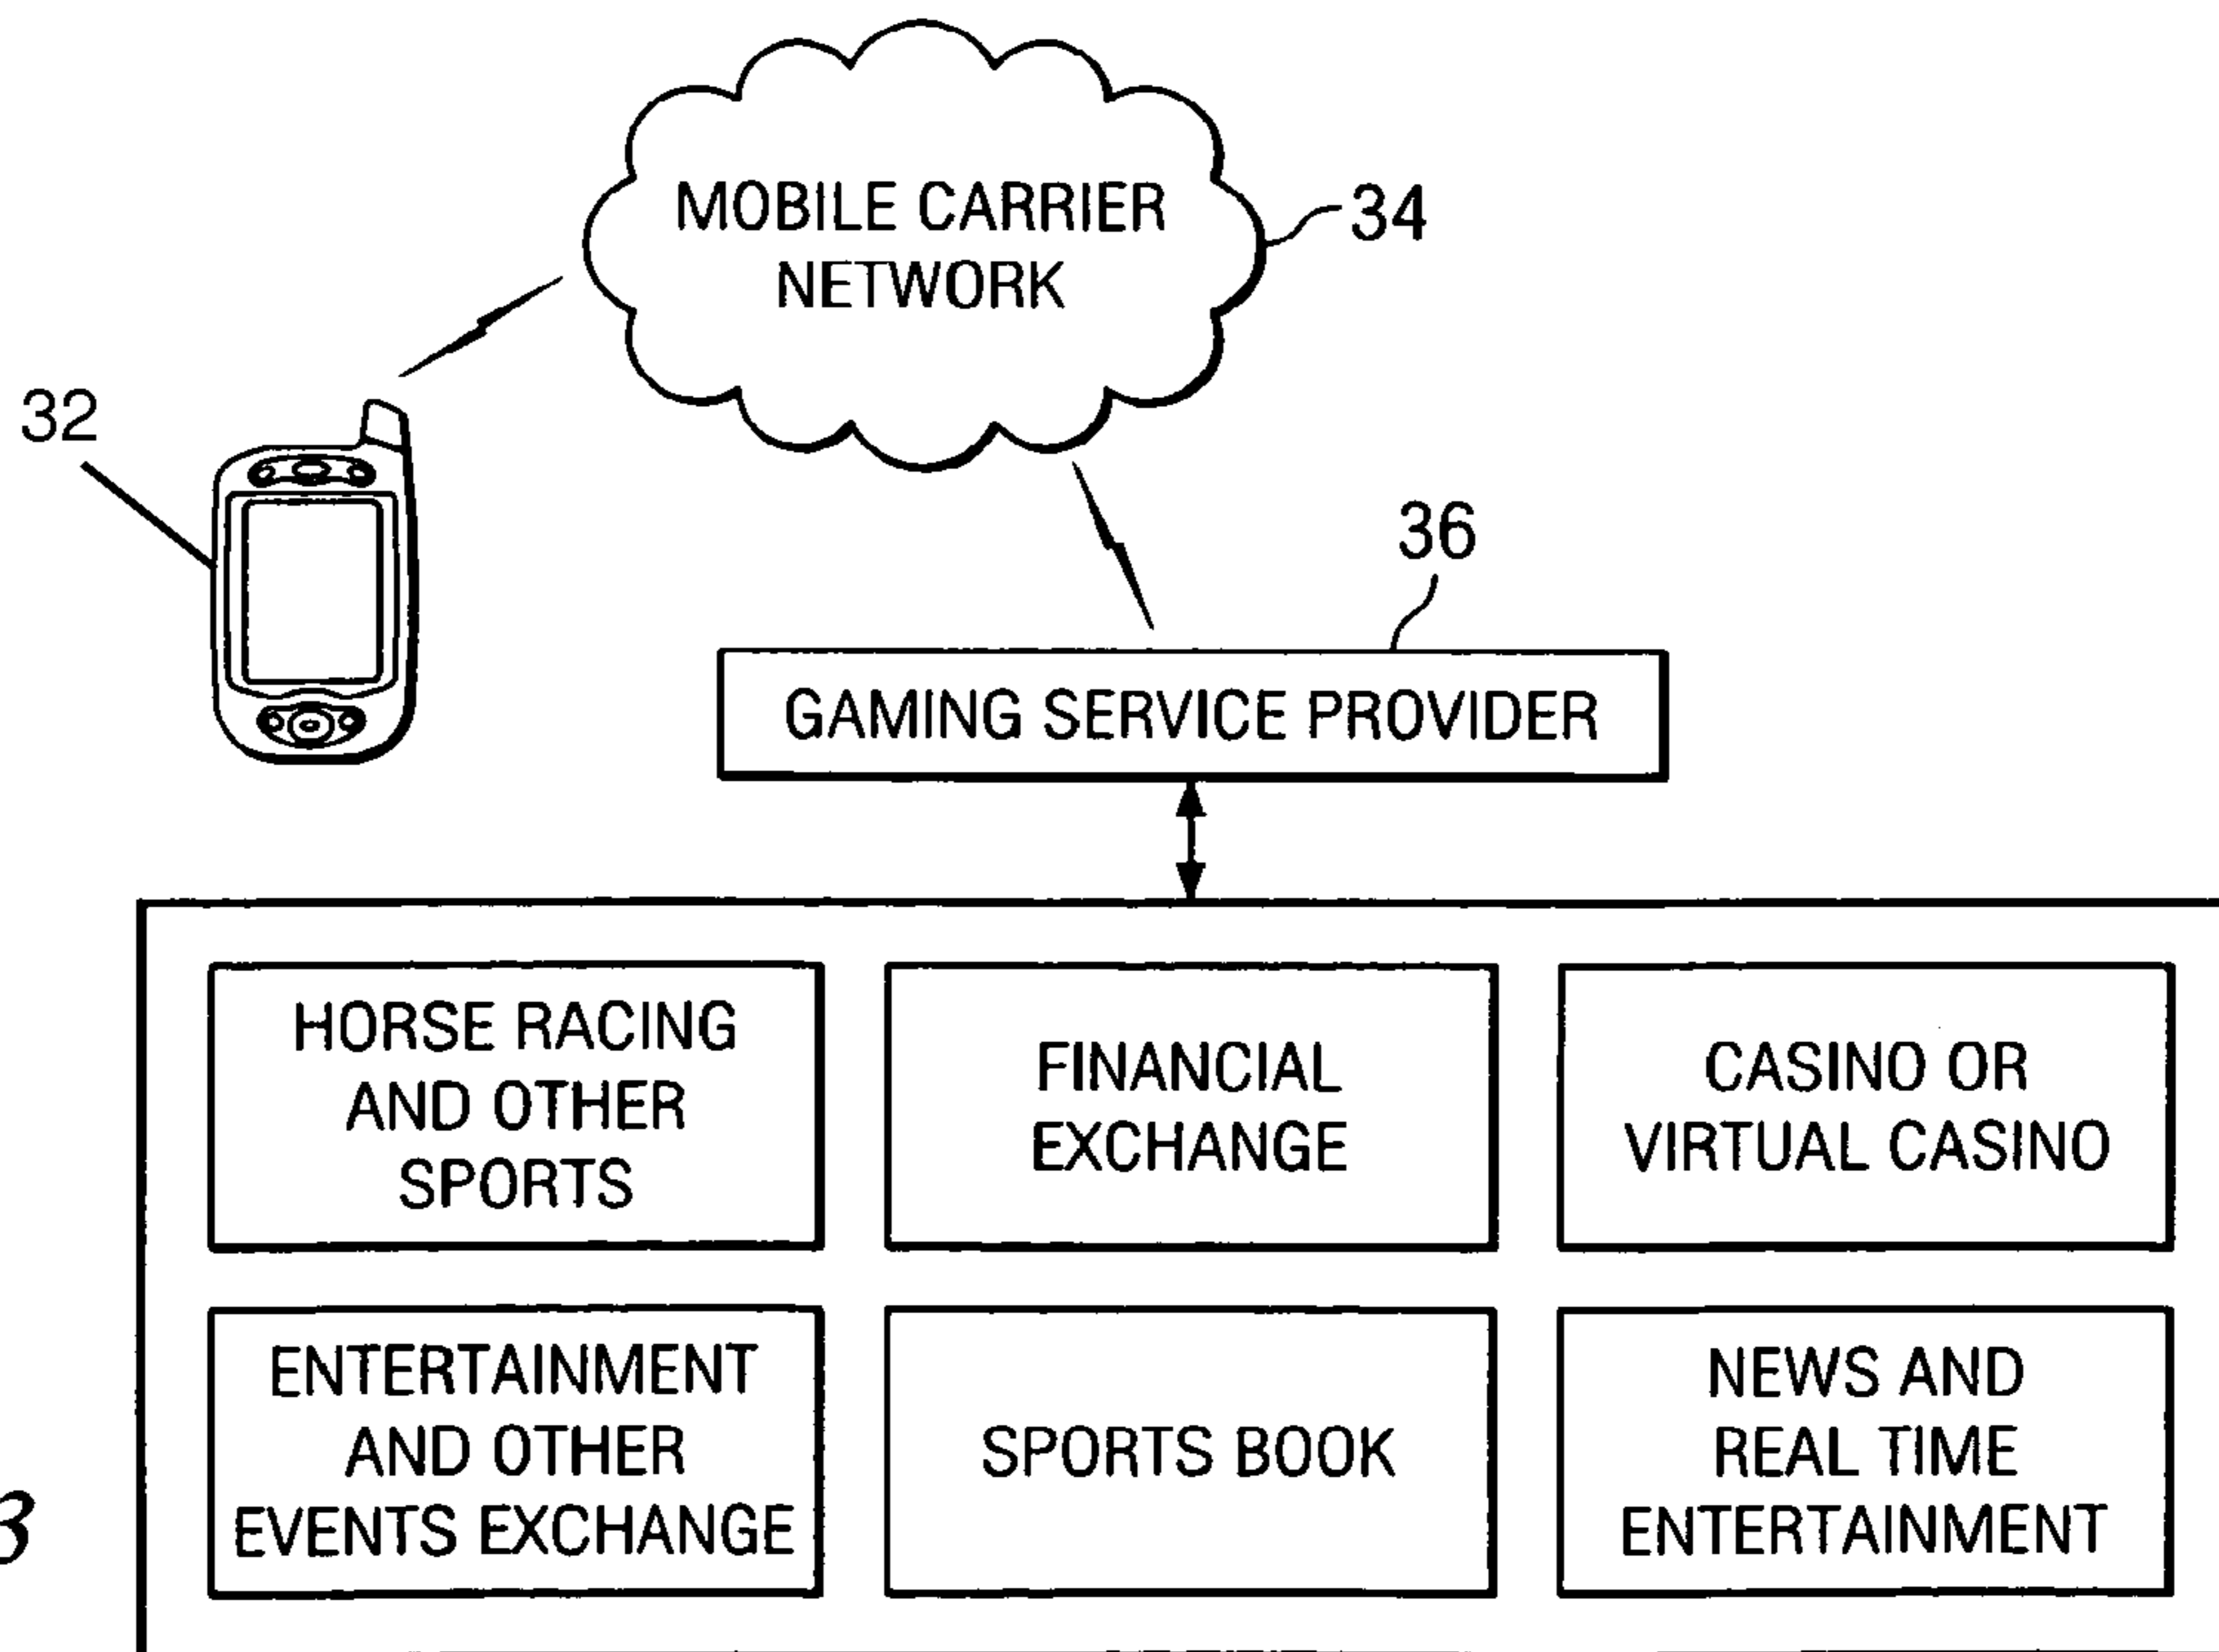 MOBILE CARRIER
NETWORK
34
32
36
GAMING SERVICE PROVIDER
HORSE RACING
AND OTHER
SPORTS
FINANCIAL
EXCHANGE
CASINO OR
VIRTUAL CASINO
ENTERTAINMENT
AND OTHER
EVENTS EXCHANGE
SPORTS BOOK
NEWS AND
REAL TIME
ENTERTAINMENT
3